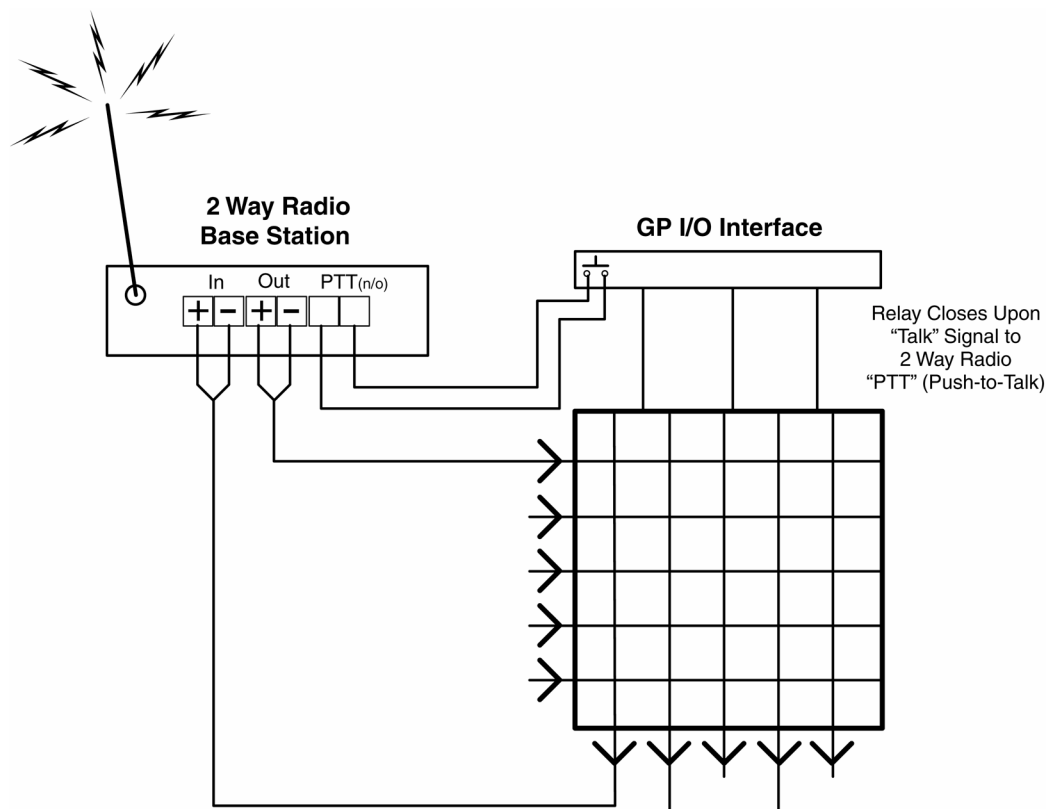 2 Way Radio
Base Station
In
Out
PTT(n/o)
+ - + -
GP I/O Interface
Relay Closes Upon
“Talk” Signal to
2 Way Radio
“PTT” (Push-to-Talk)